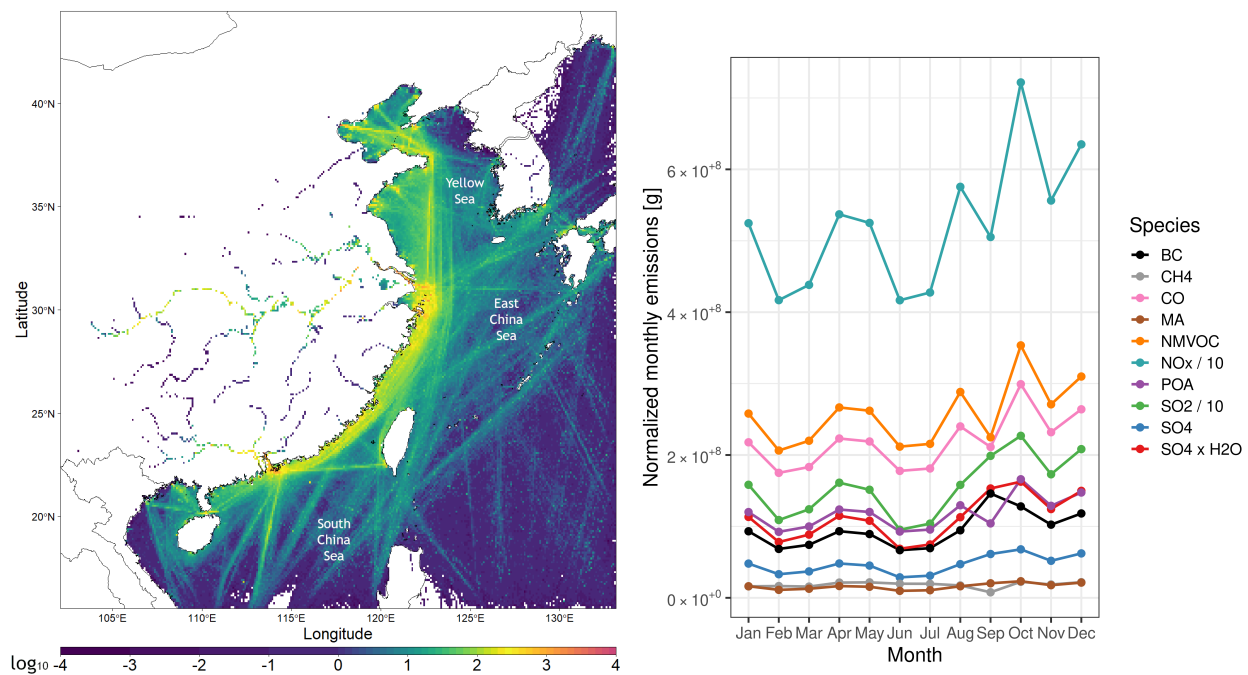 40°N
35°N
30°N
25°N
20°N
Latitude
Yellow
Sea
East
China
Sea
South
China
Sea
105°E 110°E 115°E 120°E 125°E 130°E
Longitude
log₁₀ -4 -3 -2 -1 0 1 2 3 4
Normalized monthly emissions [g]
6 × 10⁺⁸
4 × 10⁺⁸
2 × 10⁺⁸
0 × 10⁺⁰
Jan Feb Mar Apr May Jun Jul Aug Sep Oct Nov Dec
Month
Species
BC
CH4
CO
MA
NMVOC
NOx / 10
POA
SO2 / 10
SO4
SO4 x H2O